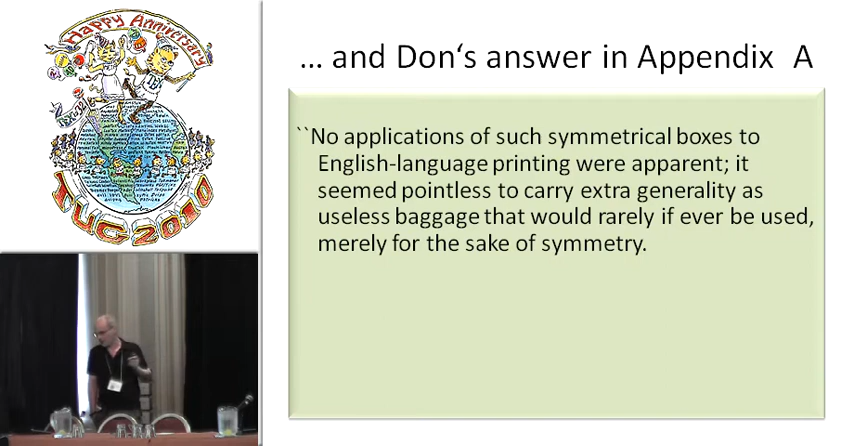 Happy Anniversary
TUG 2010
... and Don‘s answer in Appendix  A
``No applications of such symmetrical boxes to
English-language printing were apparent; it
seemed pointless to carry extra generality as
useless baggage that would rarely if ever be used,
merely for the sake of symmetry.